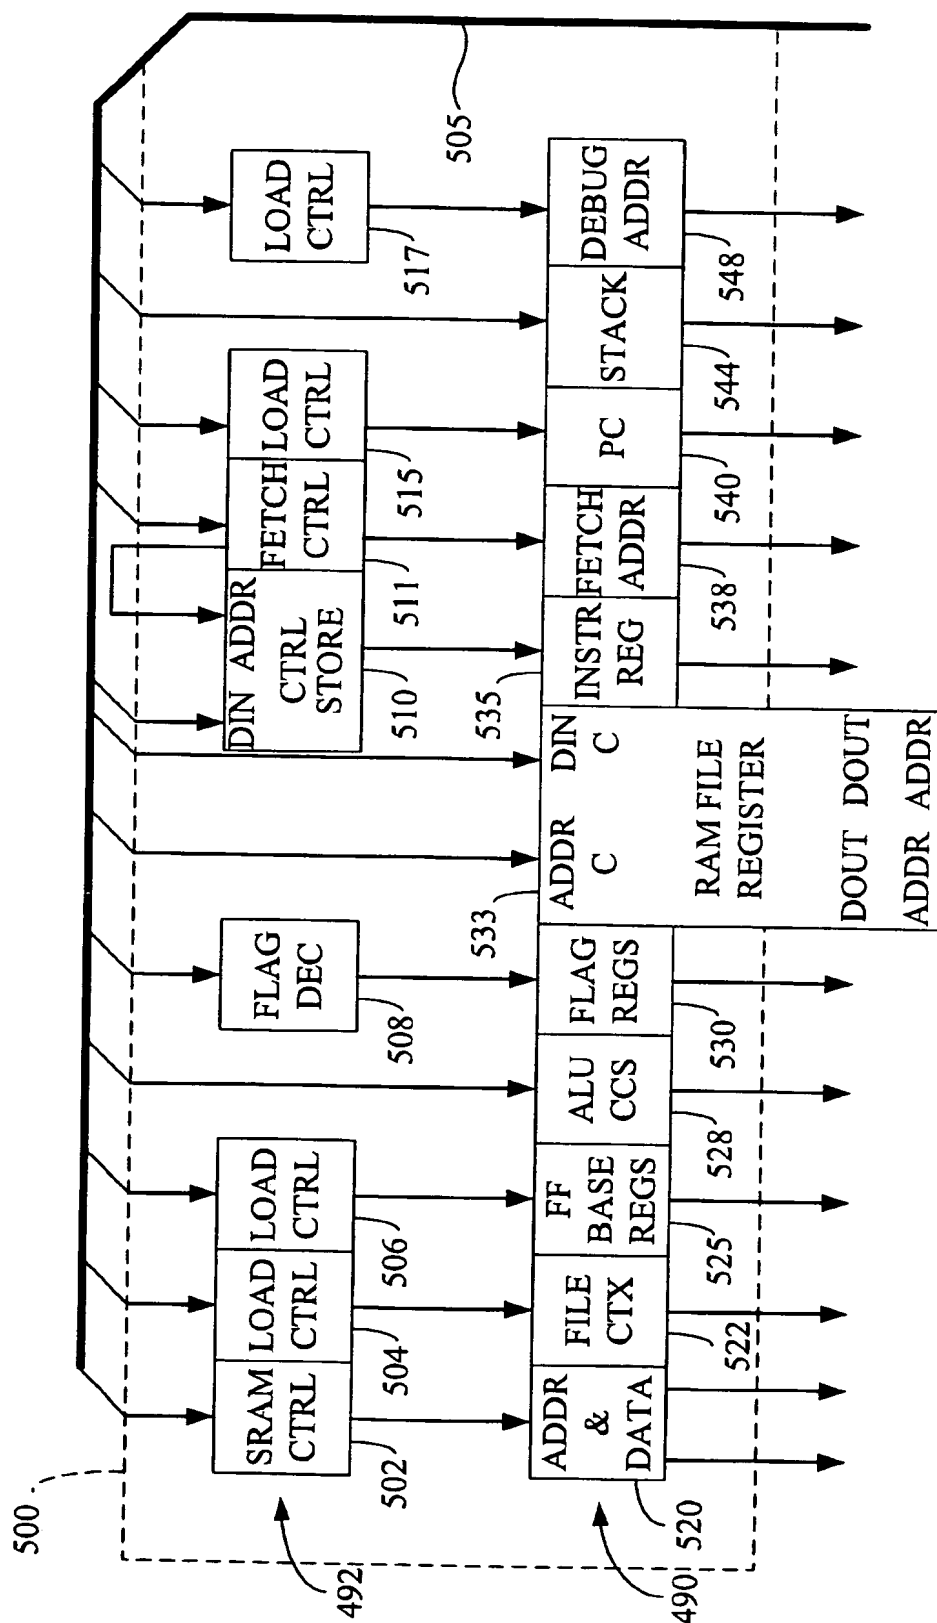 500
492
490
505
SRAM
CTRL
502
LOAD
CTRL
504
LOAD
CTRL
506
FLAG
DEC
508
DIN ADDR
CTRL
STORE
510
FETCH
CTRL
511
LOAD
CTRL
515
LOAD
CTRL
517
ADDR
&
DATA
520
FILE
CTX
522
FF
BASE
REGS
525
ALU
CCS
528
FLAG
REGS
530
533
ADDR DIN
C C
RAM FILE
REGISTER
DOUT DOUT
ADDR ADDR
535
INSTR
REG
FETCH
ADDR
538
PC
540
STACK
544
DEBUG
ADDR
548